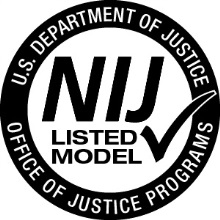 U.S. DEPARTMENT OF JUSTICE
NIJ
LISTED
MODEL
OFFICE OF JUSTICE PROGRAMS